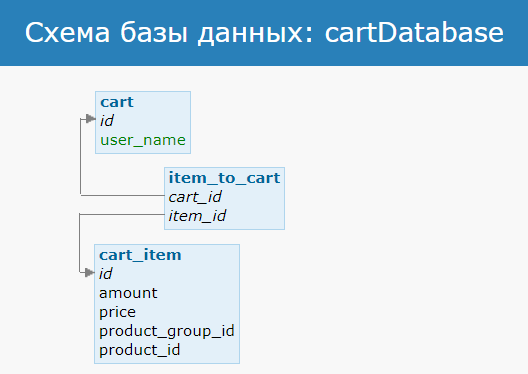 Схема базы данных: cartDatabase
cart
id
user_name
item_to_cart
cart_id
item_id
cart_item
id
amount
price
product_group_id
product_id